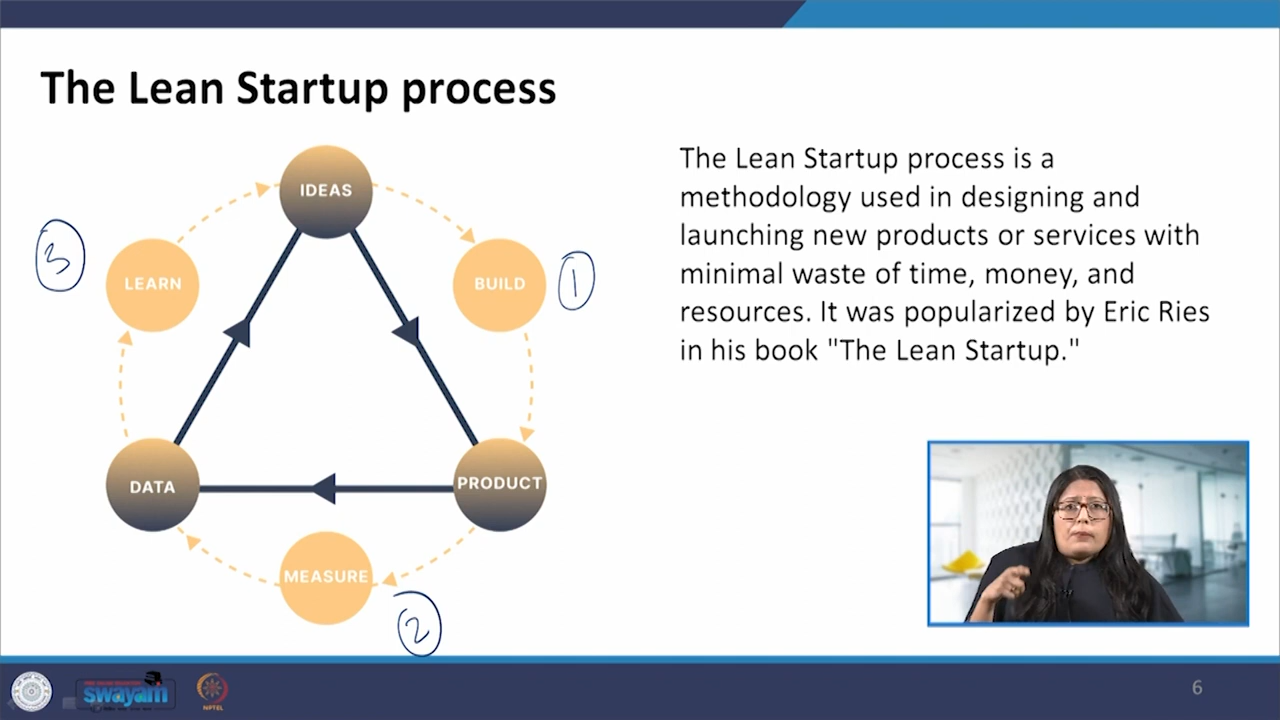 The Lean Startup process
IDEAS
LEARN
BUILD
DATA
PRODUCT
MEASURE
3
1
2
The Lean Startup process is a
methodology used in designing and
launching new products or services with
minimal waste of time, money, and
resources. It was popularized by Eric Ries
in his book "The Lean Startup."
swayam
NPTEL
6